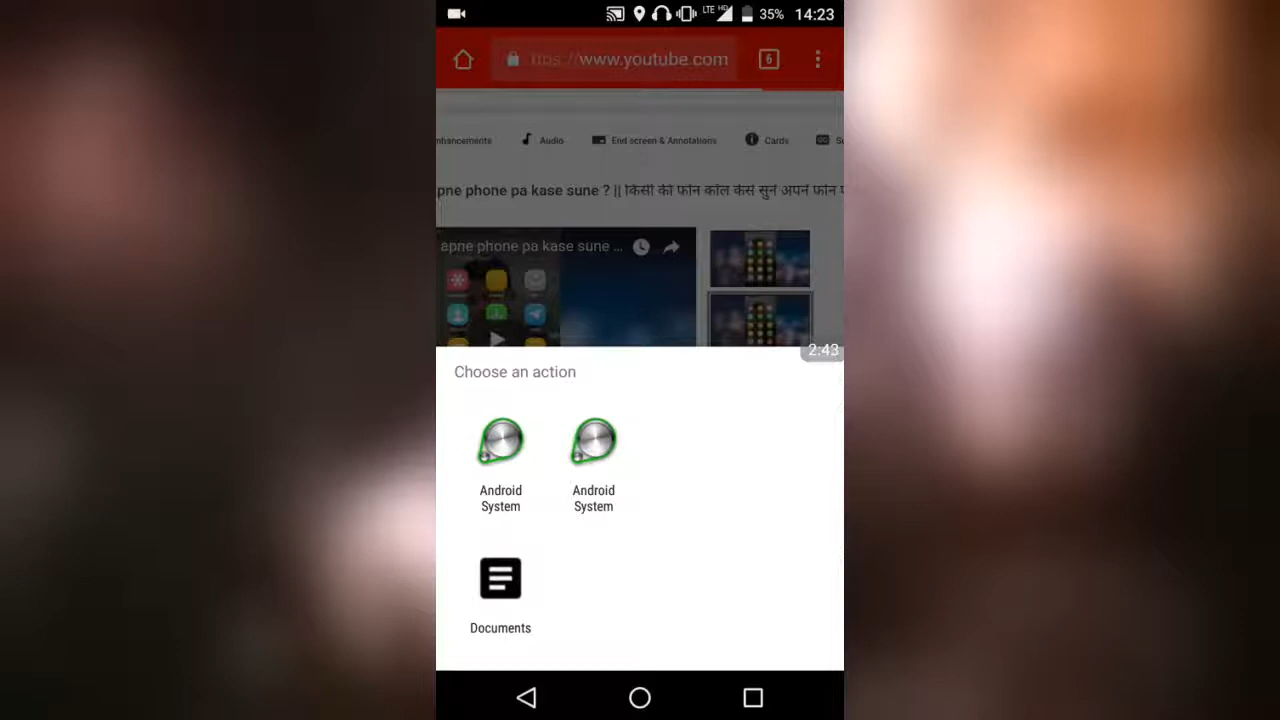 LTE HD 35% 14:23
ttps://www.youtube.com 6
nhancements Audio End screen & Annotations Cards
pne phone pa kase sune ? || किसी की फोन कॉल कैसे सुनें अपने फोन प
apne phone pa kase sune ...
2:43
Choose an action
Android System
Android System
Documents